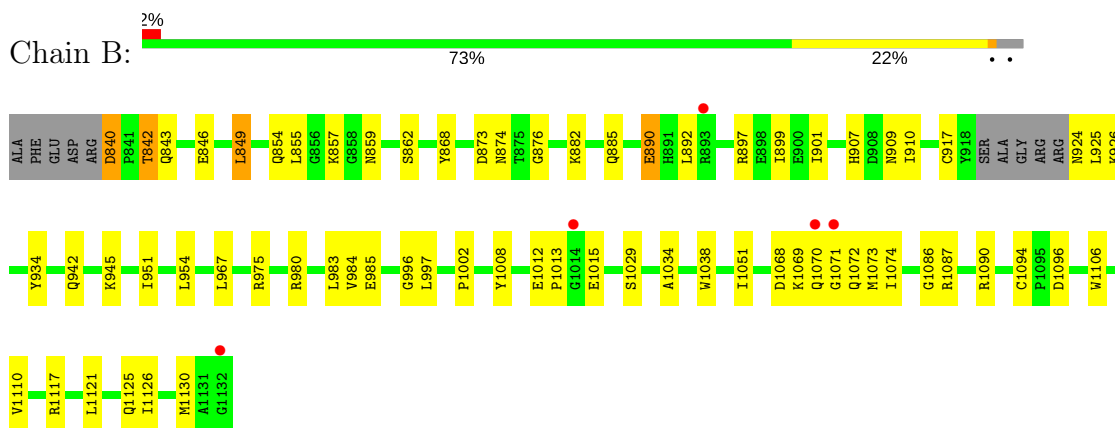 2%
Chain B:
73% 22% • •
ALA PHE GLU ASP ARG D840 P841 T842 Q843 E846 L849 Q854 L855 G856 K857 G858 N859 S862 Y868 D873 N874 T875 G876 K882 Q885 E890 H891 L892 R893 R897 E898 I899 E900 I901 H907 D908 N909 I910 C917 Y918 SER ALA GLY ARG ARG N924 L925 K926
Y934 Q942 K945 I951 L954 L967 R975 R980 L983 V984 E985 G996 L997 P1002 Y1008 E1012 P1013 G1014 E1015 S1029 A1034 W1038 I1051 D1068 K1069 Q1070 G1071 Q1072 M1073 I1074 G1086 R1087 R1090 C1094 P1095 D1096 W1106
V1110 R1117 L1121 Q1125 I1126 M1130 A1131 G1132